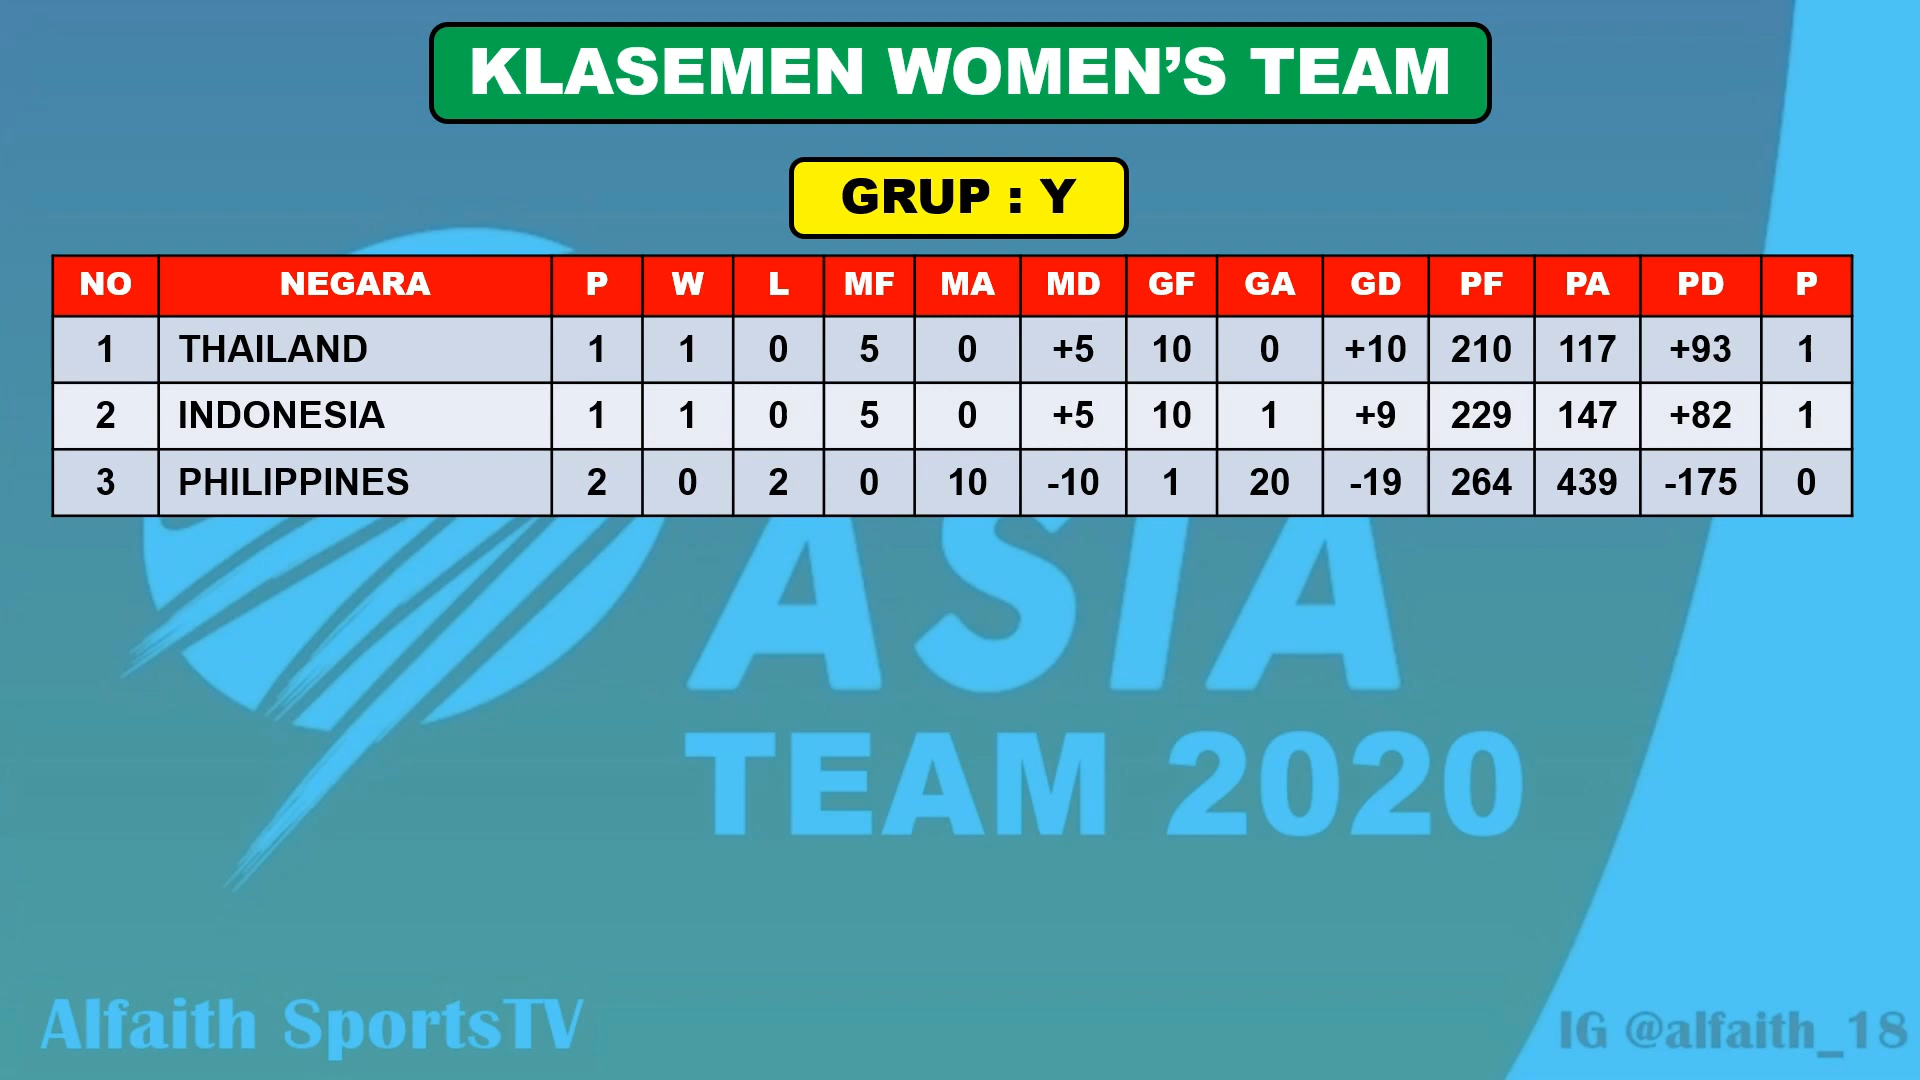 KLASEMEN WOMEN’S TEAM
GRUP : Y
NO NEGARA P W L MF MA MD GF GA GD PF PA PD P
1 THAILAND 1 1 0 5 0 +5 10 0 +10 210 117 +93 1
2 INDONESIA 1 1 0 5 0 +5 10 1 +9 229 147 +82 1
3 PHILIPPINES 2 0 2 0 10 -10 1 20 -19 264 439 -175 0
ASIA
TEAM 2020
Alfaith SportsTV
IG @alfaith_18